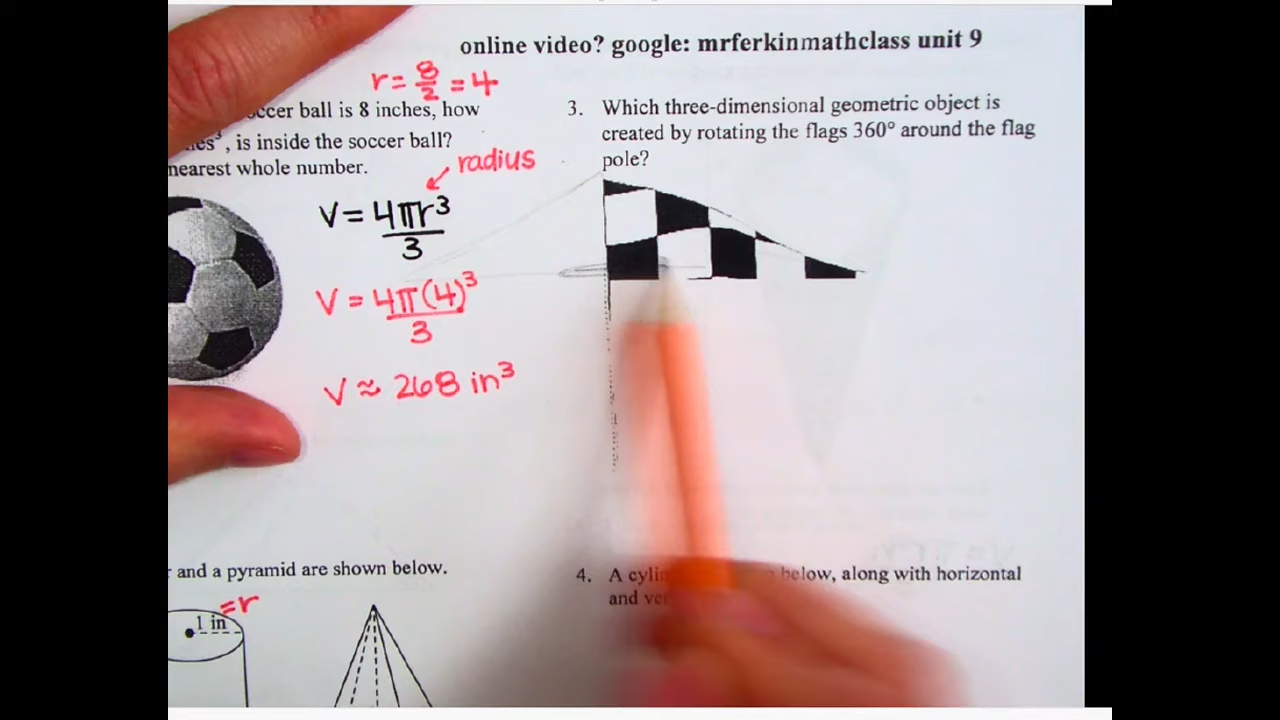 online video? google: mrferkinmathclass unit 9
r = 8/2 = 4
ccer ball is 8 inches, how
, is inside the soccer ball?
nearest whole number.
radius
V = 4πr³/3
V = 4π(4)³/3
V ≈ 268 in³
3. Which three-dimensional geometric object is
created by rotating the flags 360° around the flag
pole?
and a pyramid are shown below.
=r
1 in
4. A below, along with horizontal
and